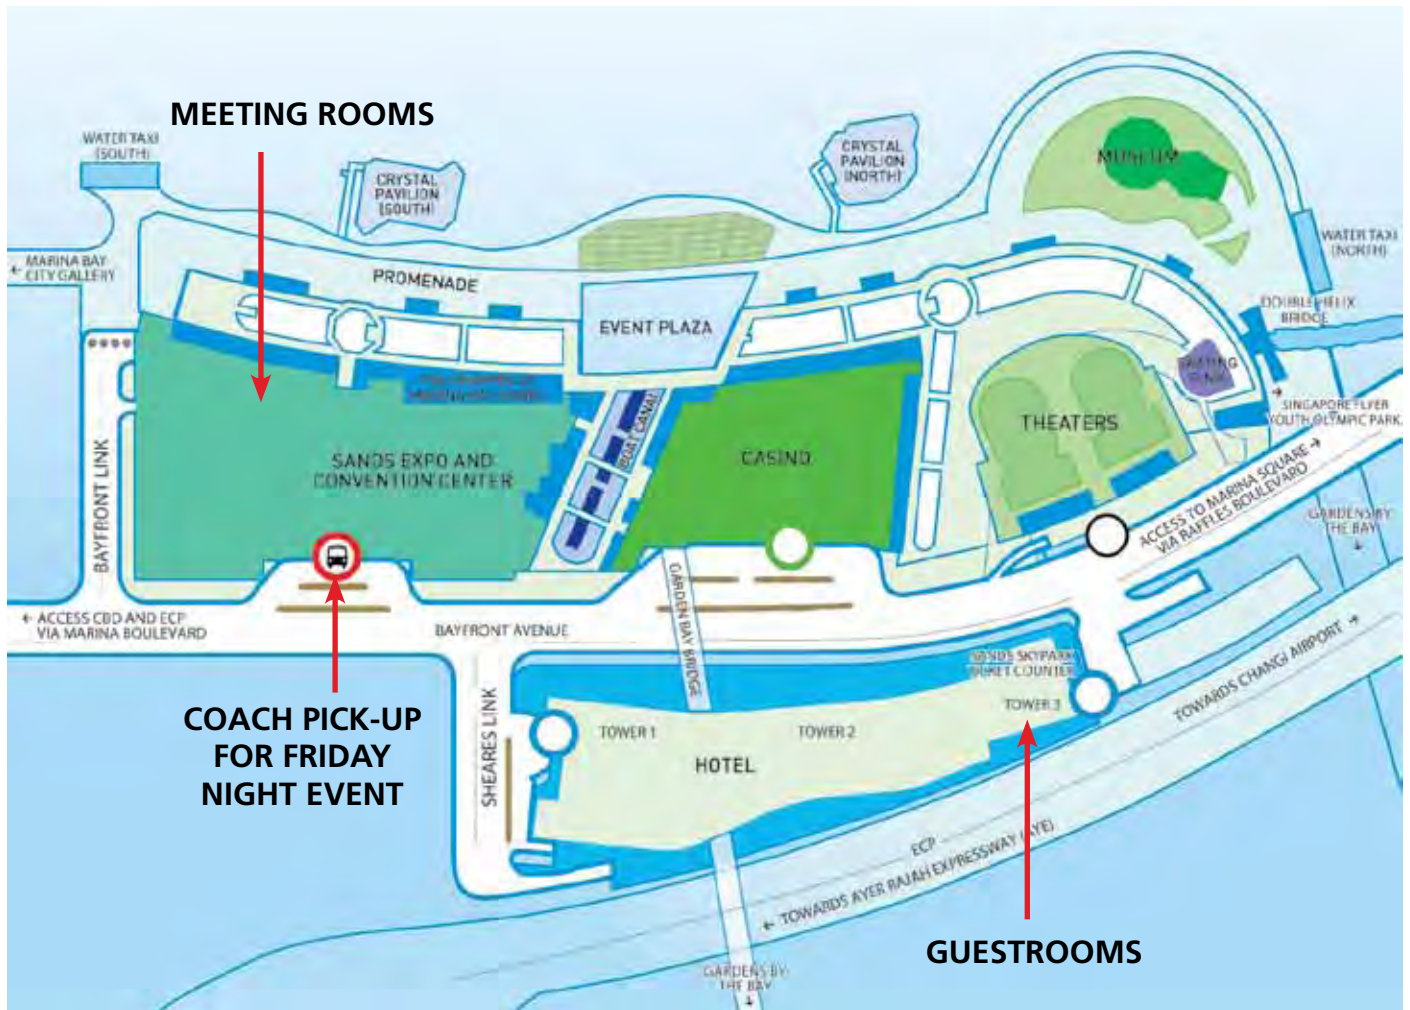 MEETING ROOMS
WATER TAXI
(SOUTH)
CRYSTAL
PAVILION
(SOUTH)
CRYSTAL
PAVILION
(NORTH)
MUSEUM
WATER TAXI
(NORTH)
← MARINA BAY
CITY GALLERY
PROMENADE
EVENT PLAZA
DOUBLE HELIX
BRIDGE
SKATING
RINK
SINGAPORE FLYER
YOUTH OLYMPIC PARK
BOAT CANAL
THEATERS
CASINO
SANDS EXPO AND
CONVENTION CENTER
BAYFRONT LINK
ACCESS TO MARINA SQUARE →
VIA RAFFLES BOULEVARD
GARDENS BY
THE BAY
← ACCESS CBD AND ECP
VIA MARINA BOULEVARD
BAYFRONT AVENUE
GARDEN BAY BRIDGE
SANDS SKYPARK
TICKET COUNTER
TOWARDS CHANGI AIRPORT →
TOWER 1
TOWER 2
TOWER 3
HOTEL
SHEARES LINK
COACH PICK-UP
FOR FRIDAY
NIGHT EVENT
ECP
← TOWARDS AYER RAJAH EXPRESSWAY (AYE)
GUESTROOMS
GARDENS BY
THE BAY